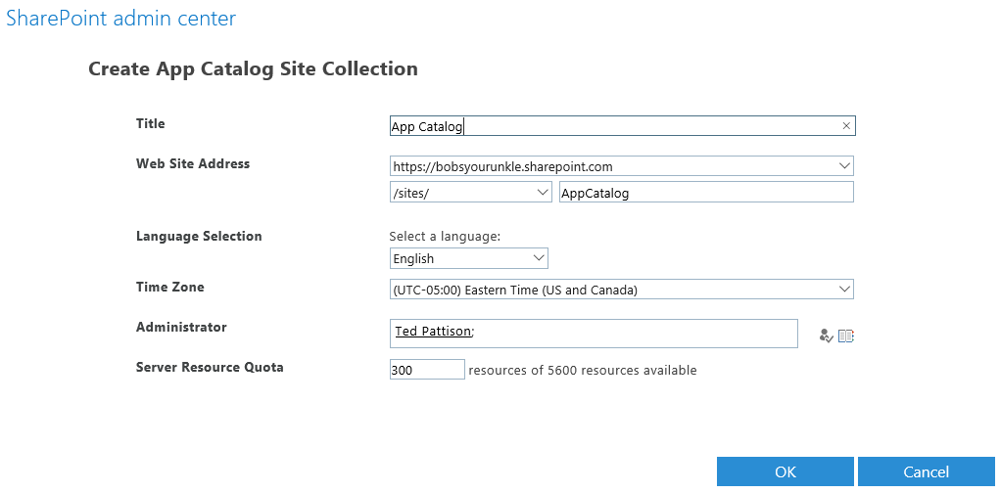 SharePoint admin center
Create App Catalog Site Collection
Title
App Catalog
Web Site Address
https://bobsyourunkle.sharepoint.com
/sites/ AppCatalog
Language Selection
Select a language:
English
Time Zone
(UTC-05:00) Eastern Time (US and Canada)
Administrator
Ted Pattison;
Server Resource Quota
300 resources of 5600 resources available
OK Cancel